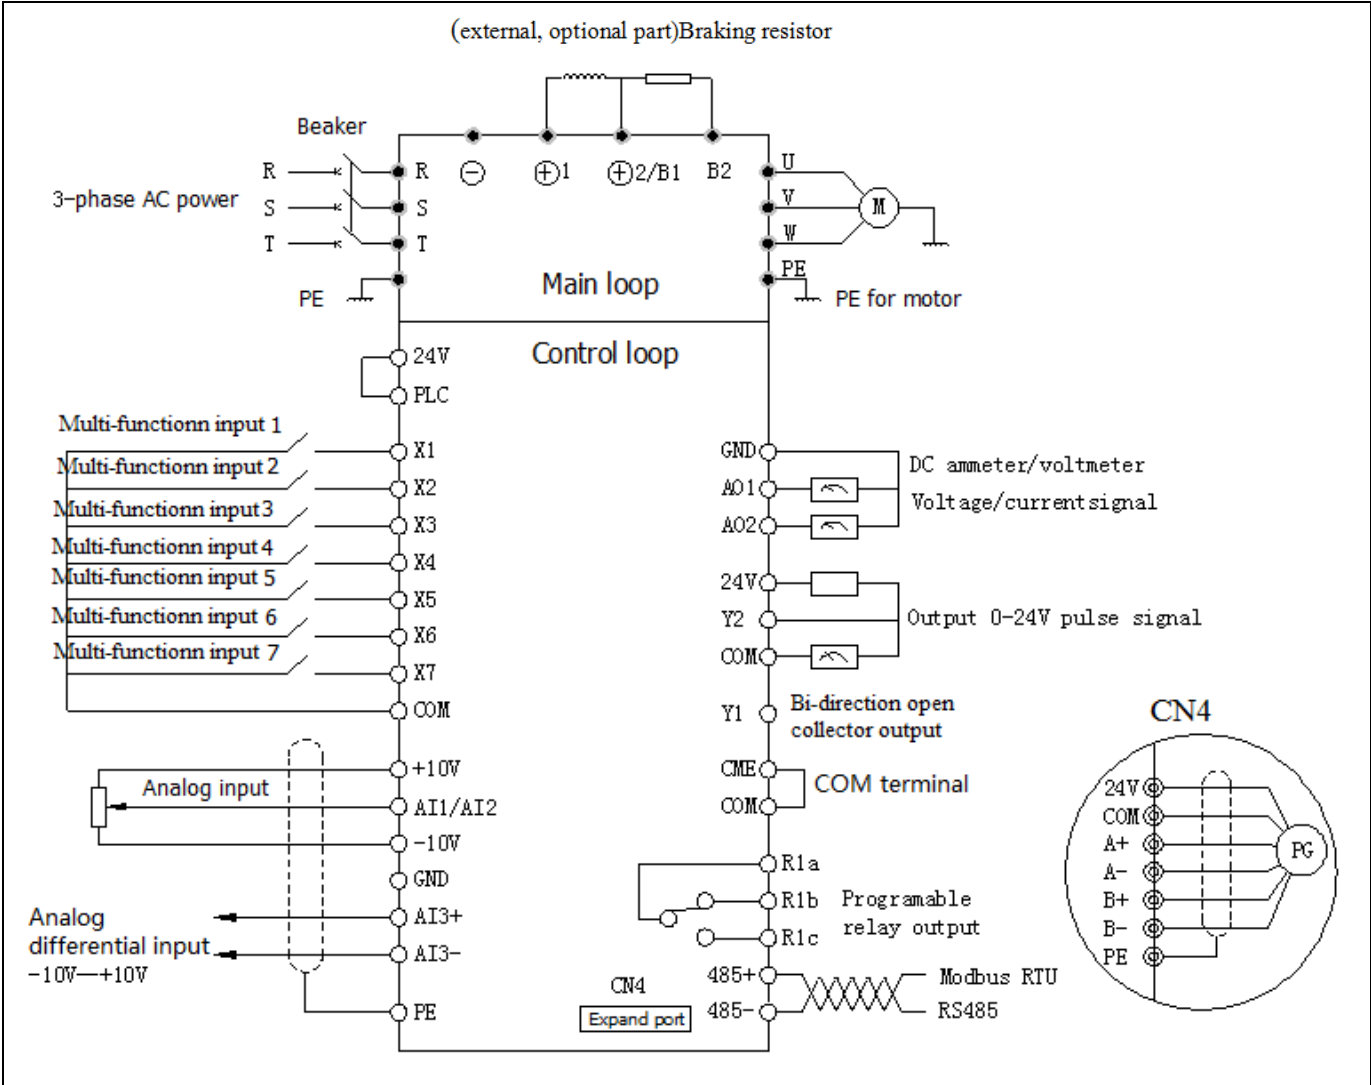 (external, optional part)Braking resistor
Beaker
3-phase AC power
R
S
T
PE
R
S
T
⊖
⊕1
⊕2/B1
B2
U
V
W
PE
M
PE for motor
Main loop
Control loop
24V
PLC
Multi-functionn input 1
X1
Multi-functionn input 2
X2
Multi-functionn input3
X3
Multi-functionn input 4
X4
Multi-functionn input 5
X5
Multi-functionn input 6
X6
Multi-functionn input 7
X7
COM
+10V
Analog input
AI1/AI2
-10V
GND
Analog
differential input
-10V—+10V
AI3+
AI3-
PE
GND
AO1
AO2
DC ammeter/voltmeter
Voltage/currentsignal
24V
Y2
COM
Output 0-24V pulse signal
Y1
Bi-direction open
collector output
CME
COM
COM terminal
R1a
R1b
R1c
Programable
relay output
CN4
Expand port
485+
485-
Modbus RTU
RS485
CN4
24V
COM
A+
A-
B+
B-
PE
PG